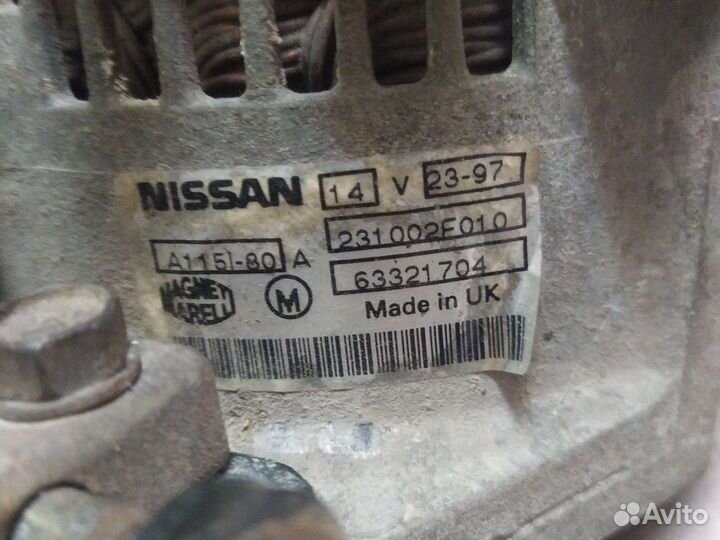 NISSAN 14 V 23-97
231002F010
A115I-80 A
63321704
MAGNETI MARELLI M
Made in UK
Avito